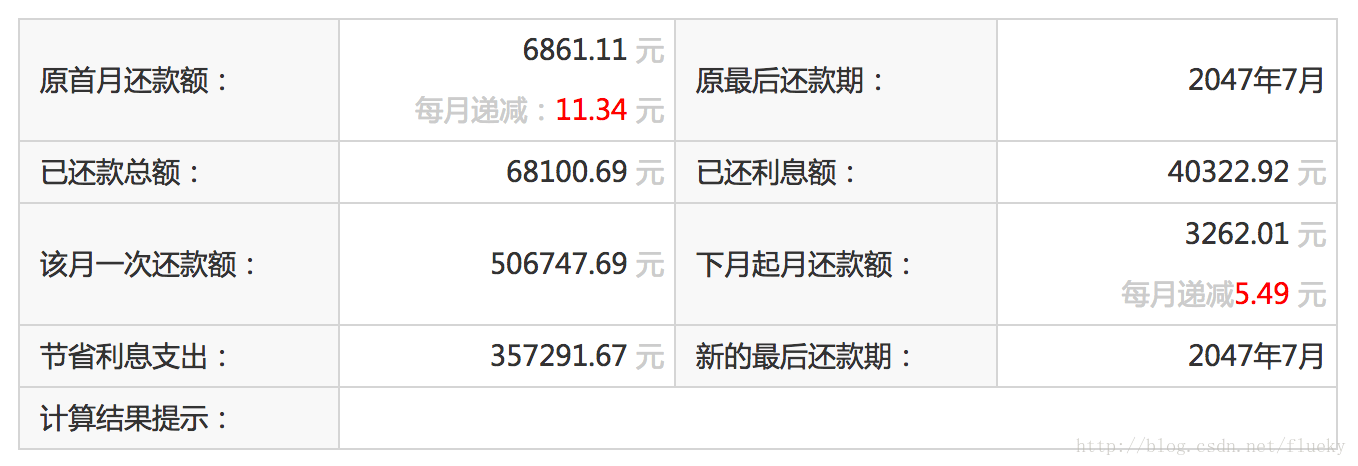 原首月还款额：
6861.11 元
每月递减：11.34 元
原最后还款期：
2047年7月
已还款总额：
68100.69 元
已还利息额：
40322.92 元
该月一次还款额：
506747.69 元
下月起月还款额：
3262.01 元
每月递减5.49 元
节省利息支出：
357291.67 元
新的最后还款期：
2047年7月
计算结果提示：
http://blog.csdn.net/flueky